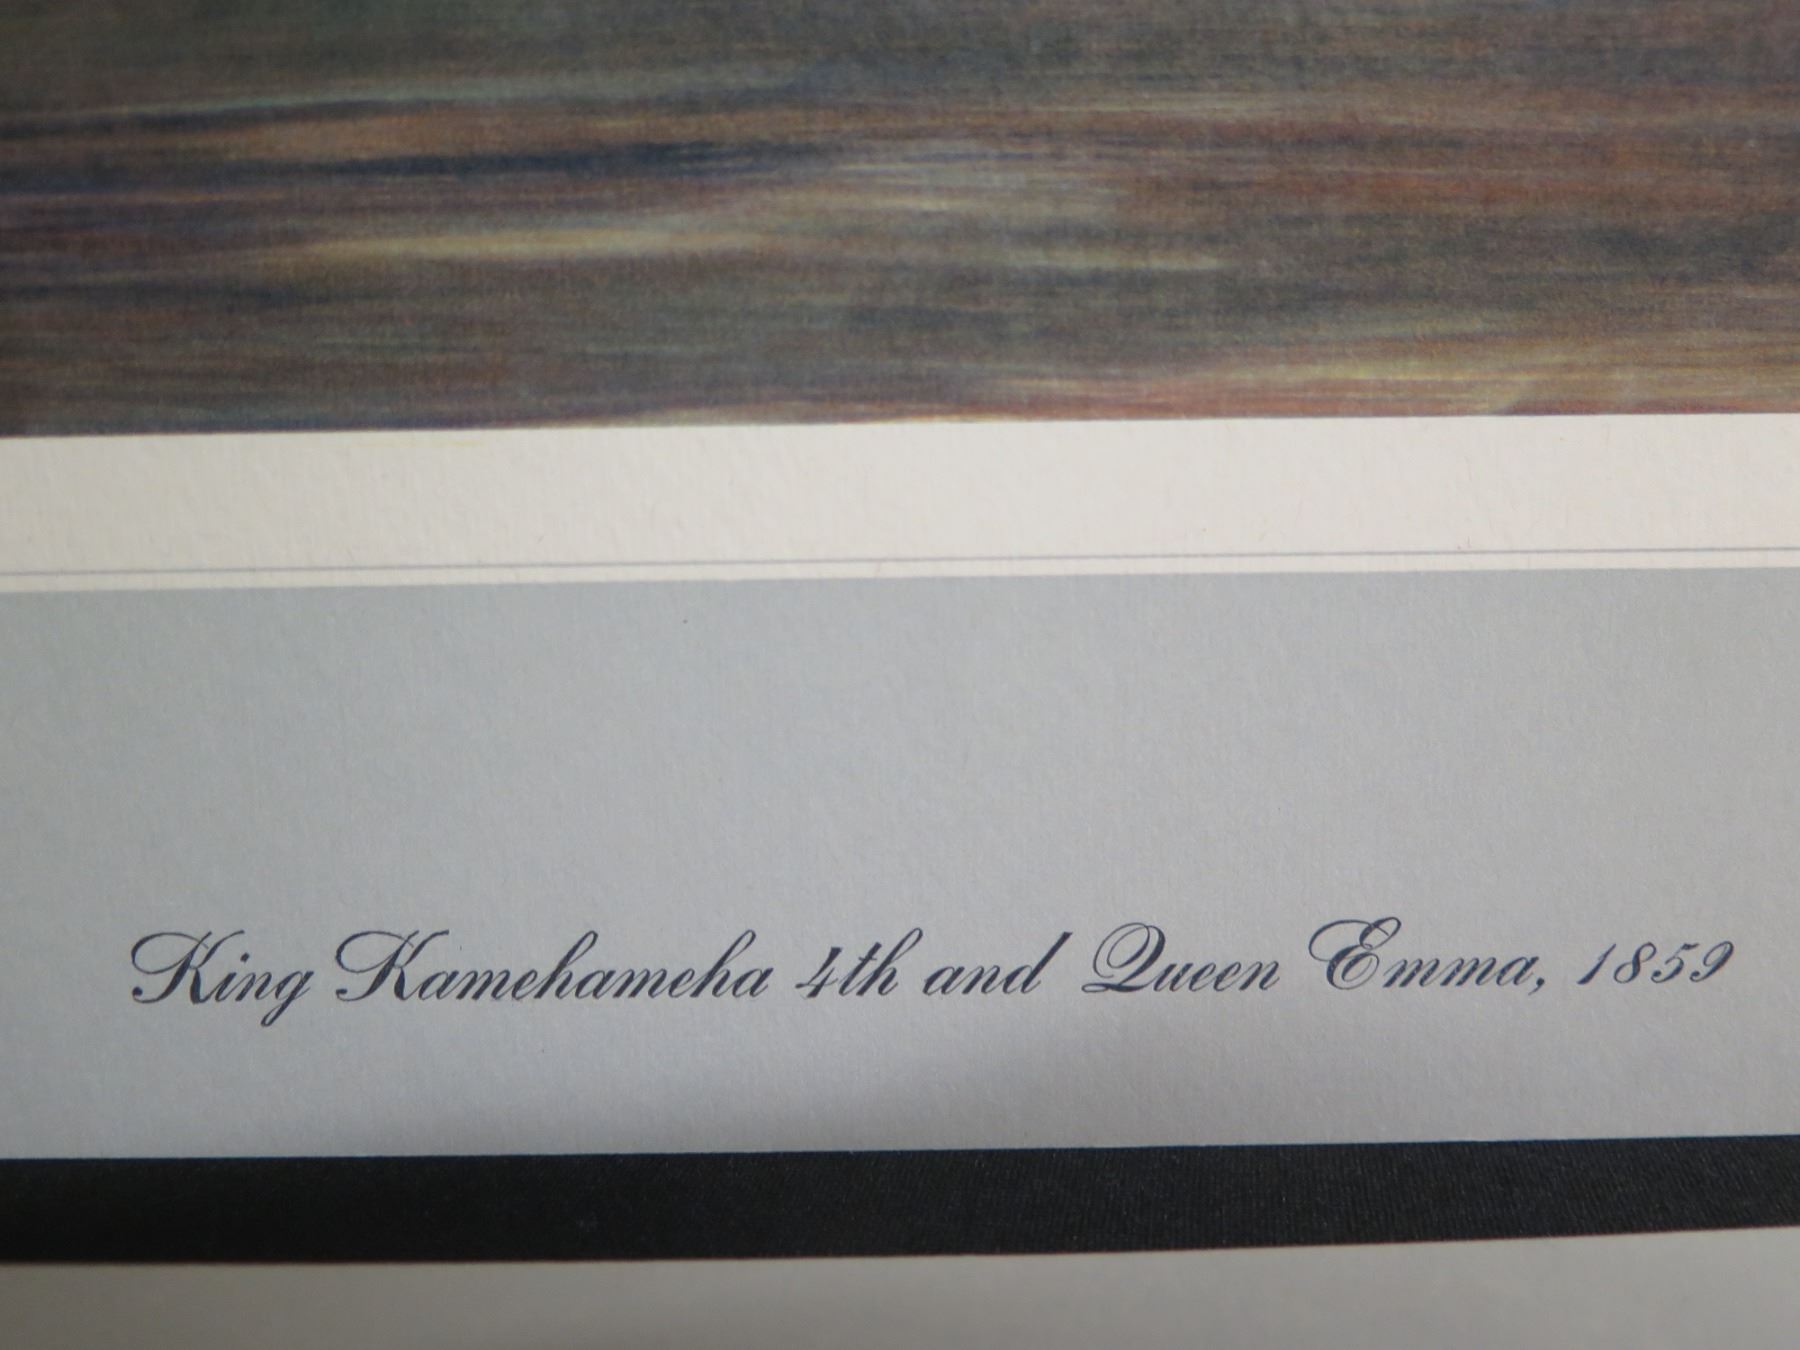 King Kamehameha 4th and Queen Emma, 1859